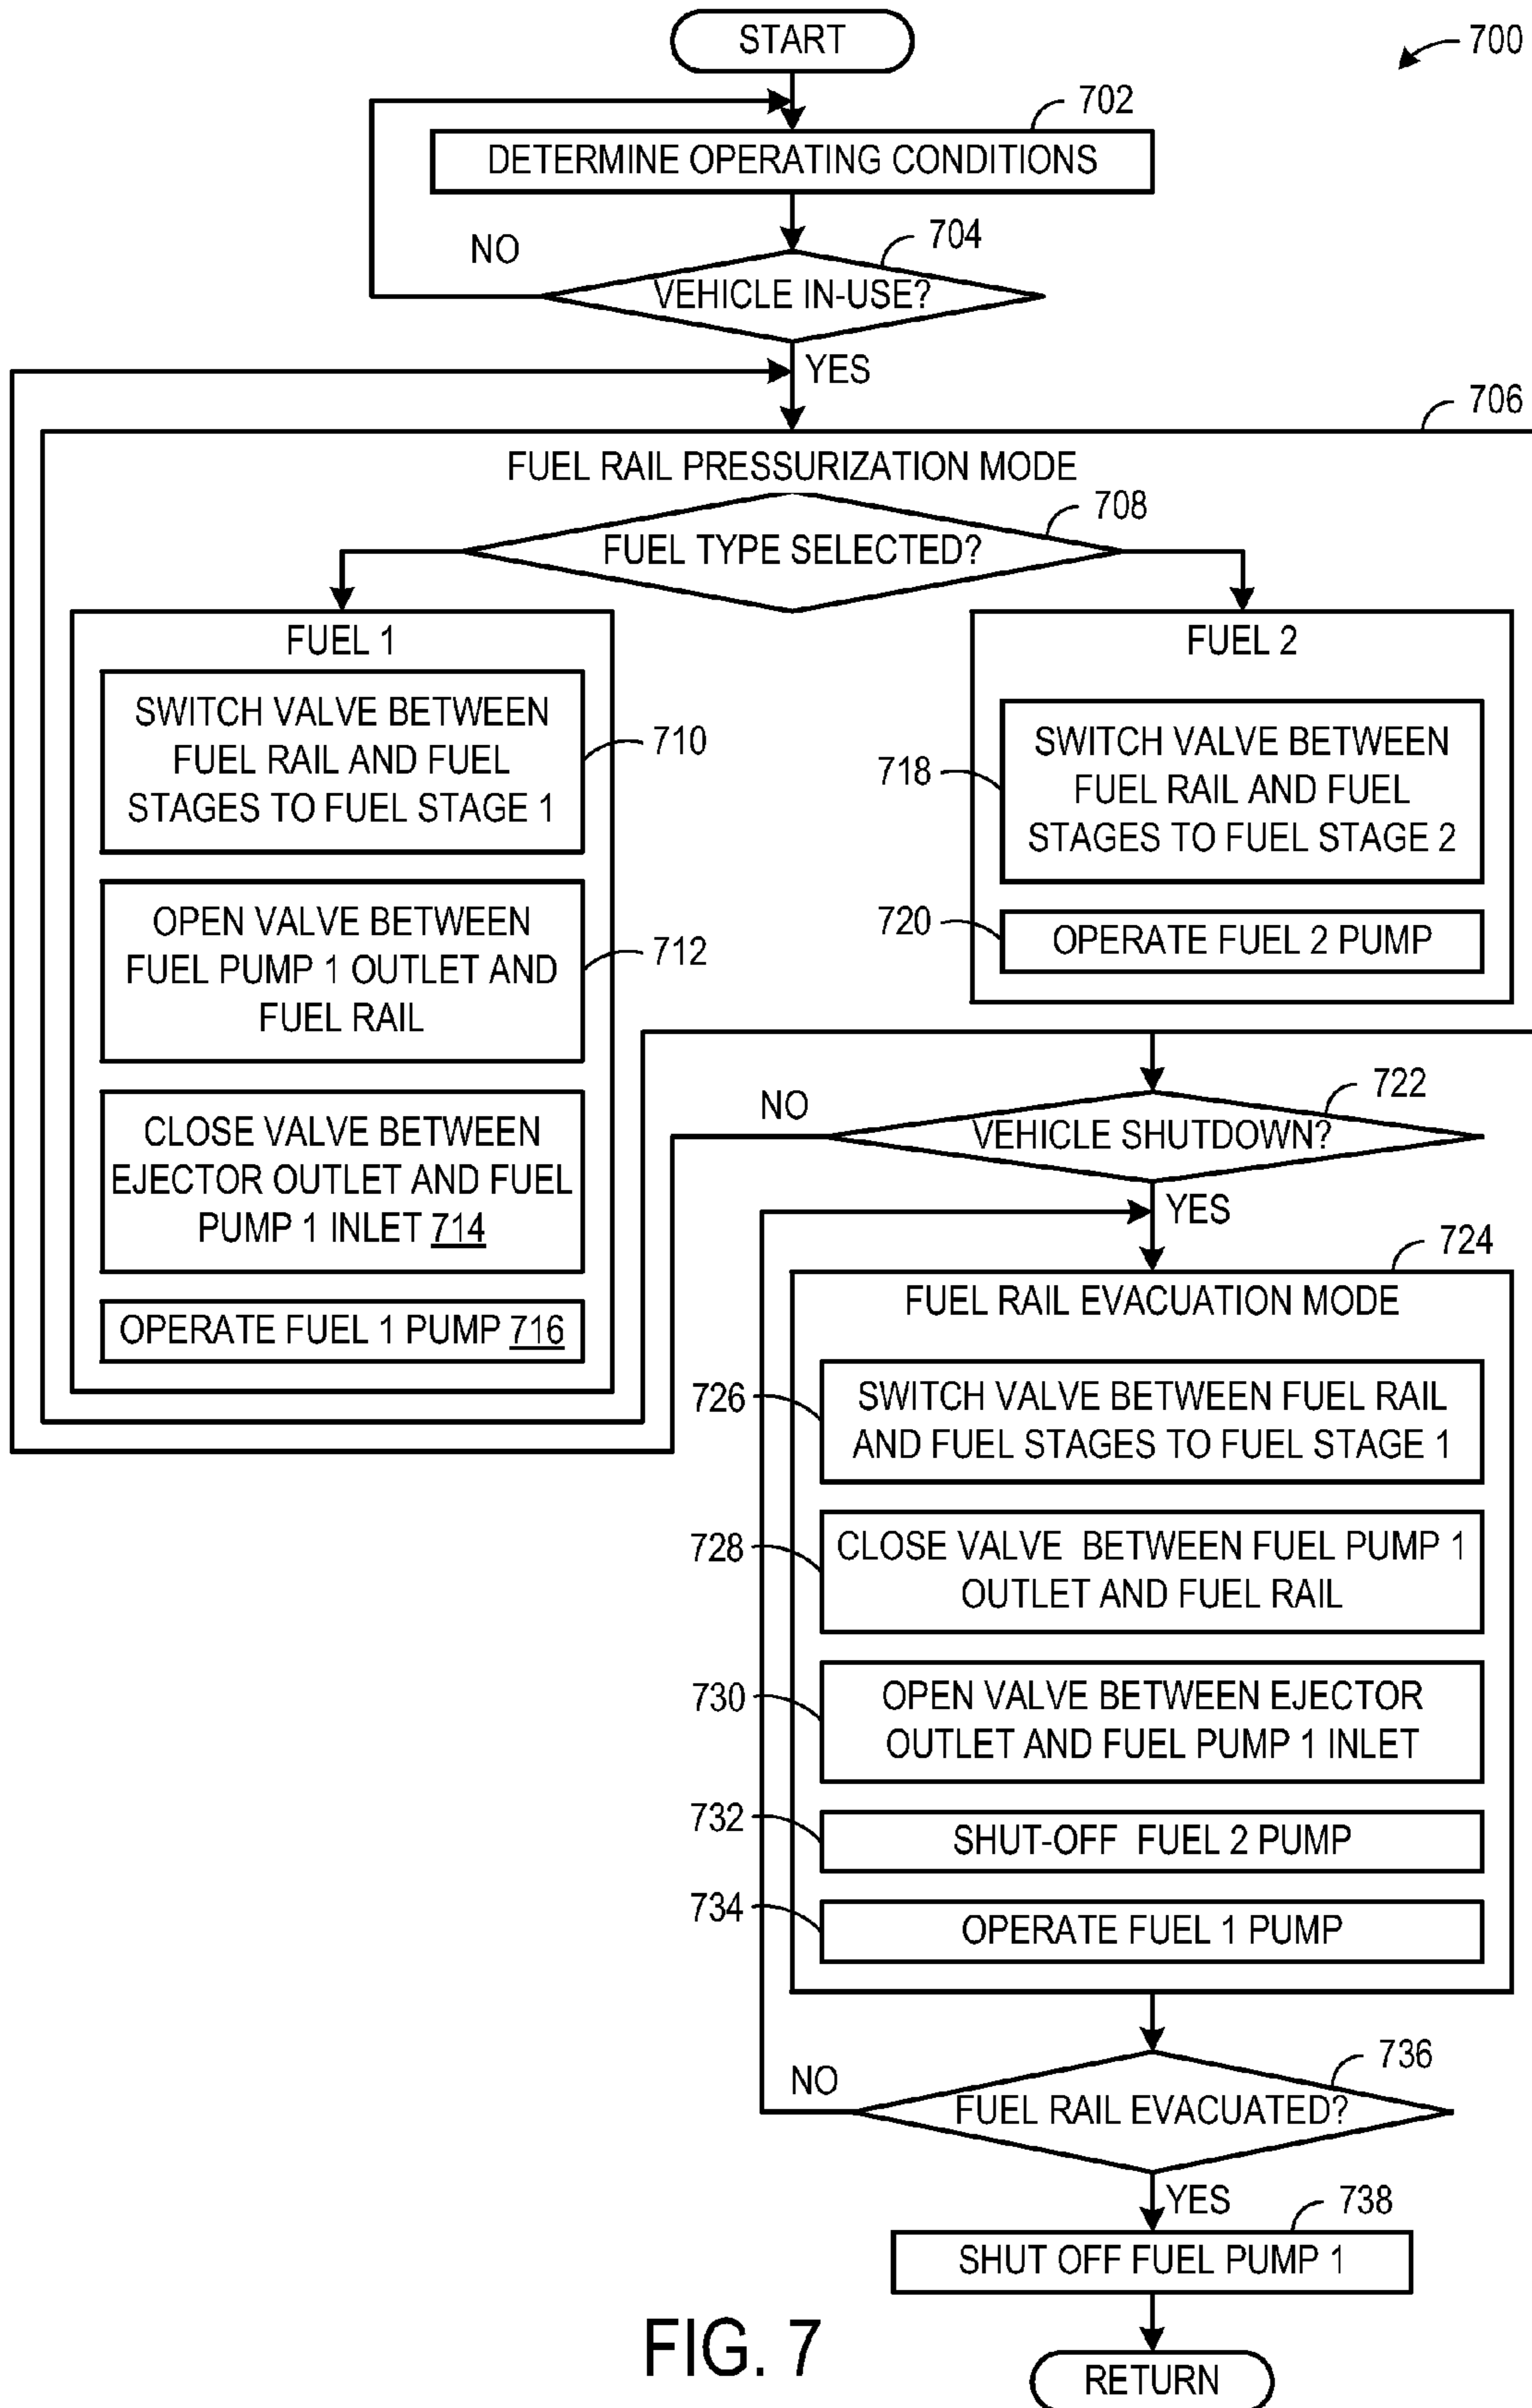 START
700
702
DETERMINE OPERATING CONDITIONS
704
NO
VEHICLE IN-USE?
YES
706
FUEL RAIL PRESSURIZATION MODE
708
FUEL TYPE SELECTED?
FUEL 1
SWITCH VALVE BETWEEN
FUEL RAIL AND FUEL
STAGES TO FUEL STAGE 1
710
OPEN VALVE BETWEEN
FUEL PUMP 1 OUTLET AND
FUEL RAIL
712
CLOSE VALVE BETWEEN
EJECTOR OUTLET AND FUEL
PUMP 1 INLET 714
OPERATE FUEL 1 PUMP 716
FUEL 2
SWITCH VALVE BETWEEN
FUEL RAIL AND FUEL
STAGES TO FUEL STAGE 2
718
720
OPERATE FUEL 2 PUMP
722
NO
VEHICLE SHUTDOWN?
YES
724
FUEL RAIL EVACUATION MODE
726
SWITCH VALVE BETWEEN FUEL RAIL
AND FUEL STAGES TO FUEL STAGE 1
728
CLOSE VALVE BETWEEN FUEL PUMP 1
OUTLET AND FUEL RAIL
730
OPEN VALVE BETWEEN EJECTOR
OUTLET AND FUEL PUMP 1 INLET
732
SHUT-OFF FUEL 2 PUMP
734
OPERATE FUEL 1 PUMP
736
NO
FUEL RAIL EVACUATED?
YES
738
SHUT OFF FUEL PUMP 1
RETURN
FIG. 7